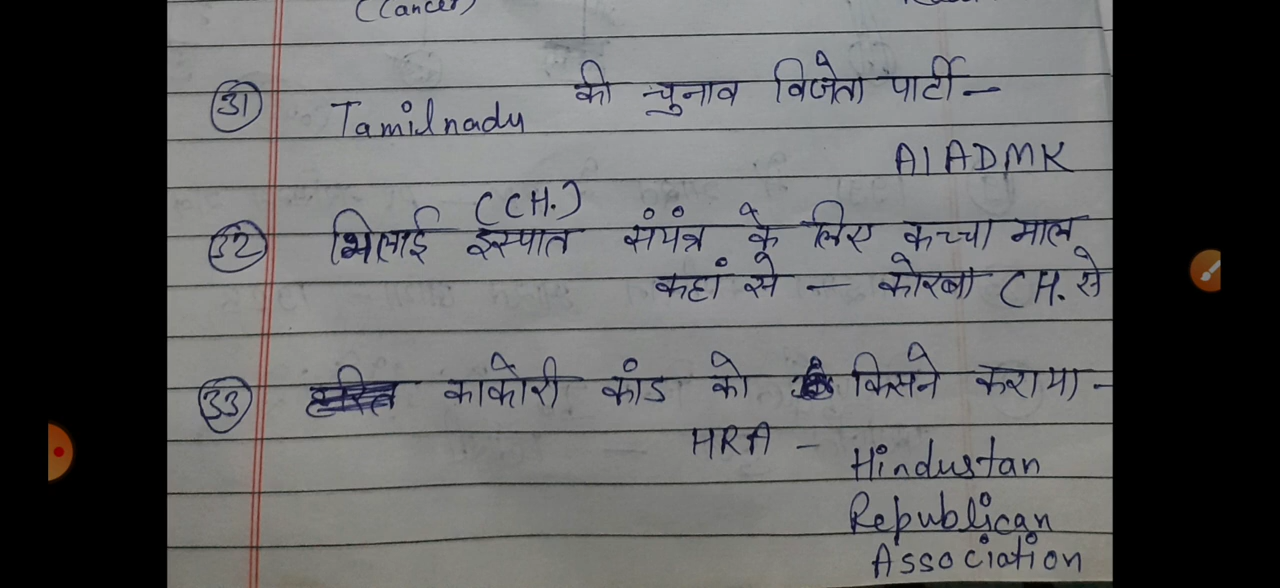 (Cancer)
31 Tamilnadu की चुनाव विजेता पार्टी –
AIADMK
(CH.)
32 भिलाई इस्पात संयंत्र के लिए कच्चा माल
कहां से – कोरबा CH. से
33 काकोरी कांड को किसने कराया -
HRA – Hindustan
Republican
Association